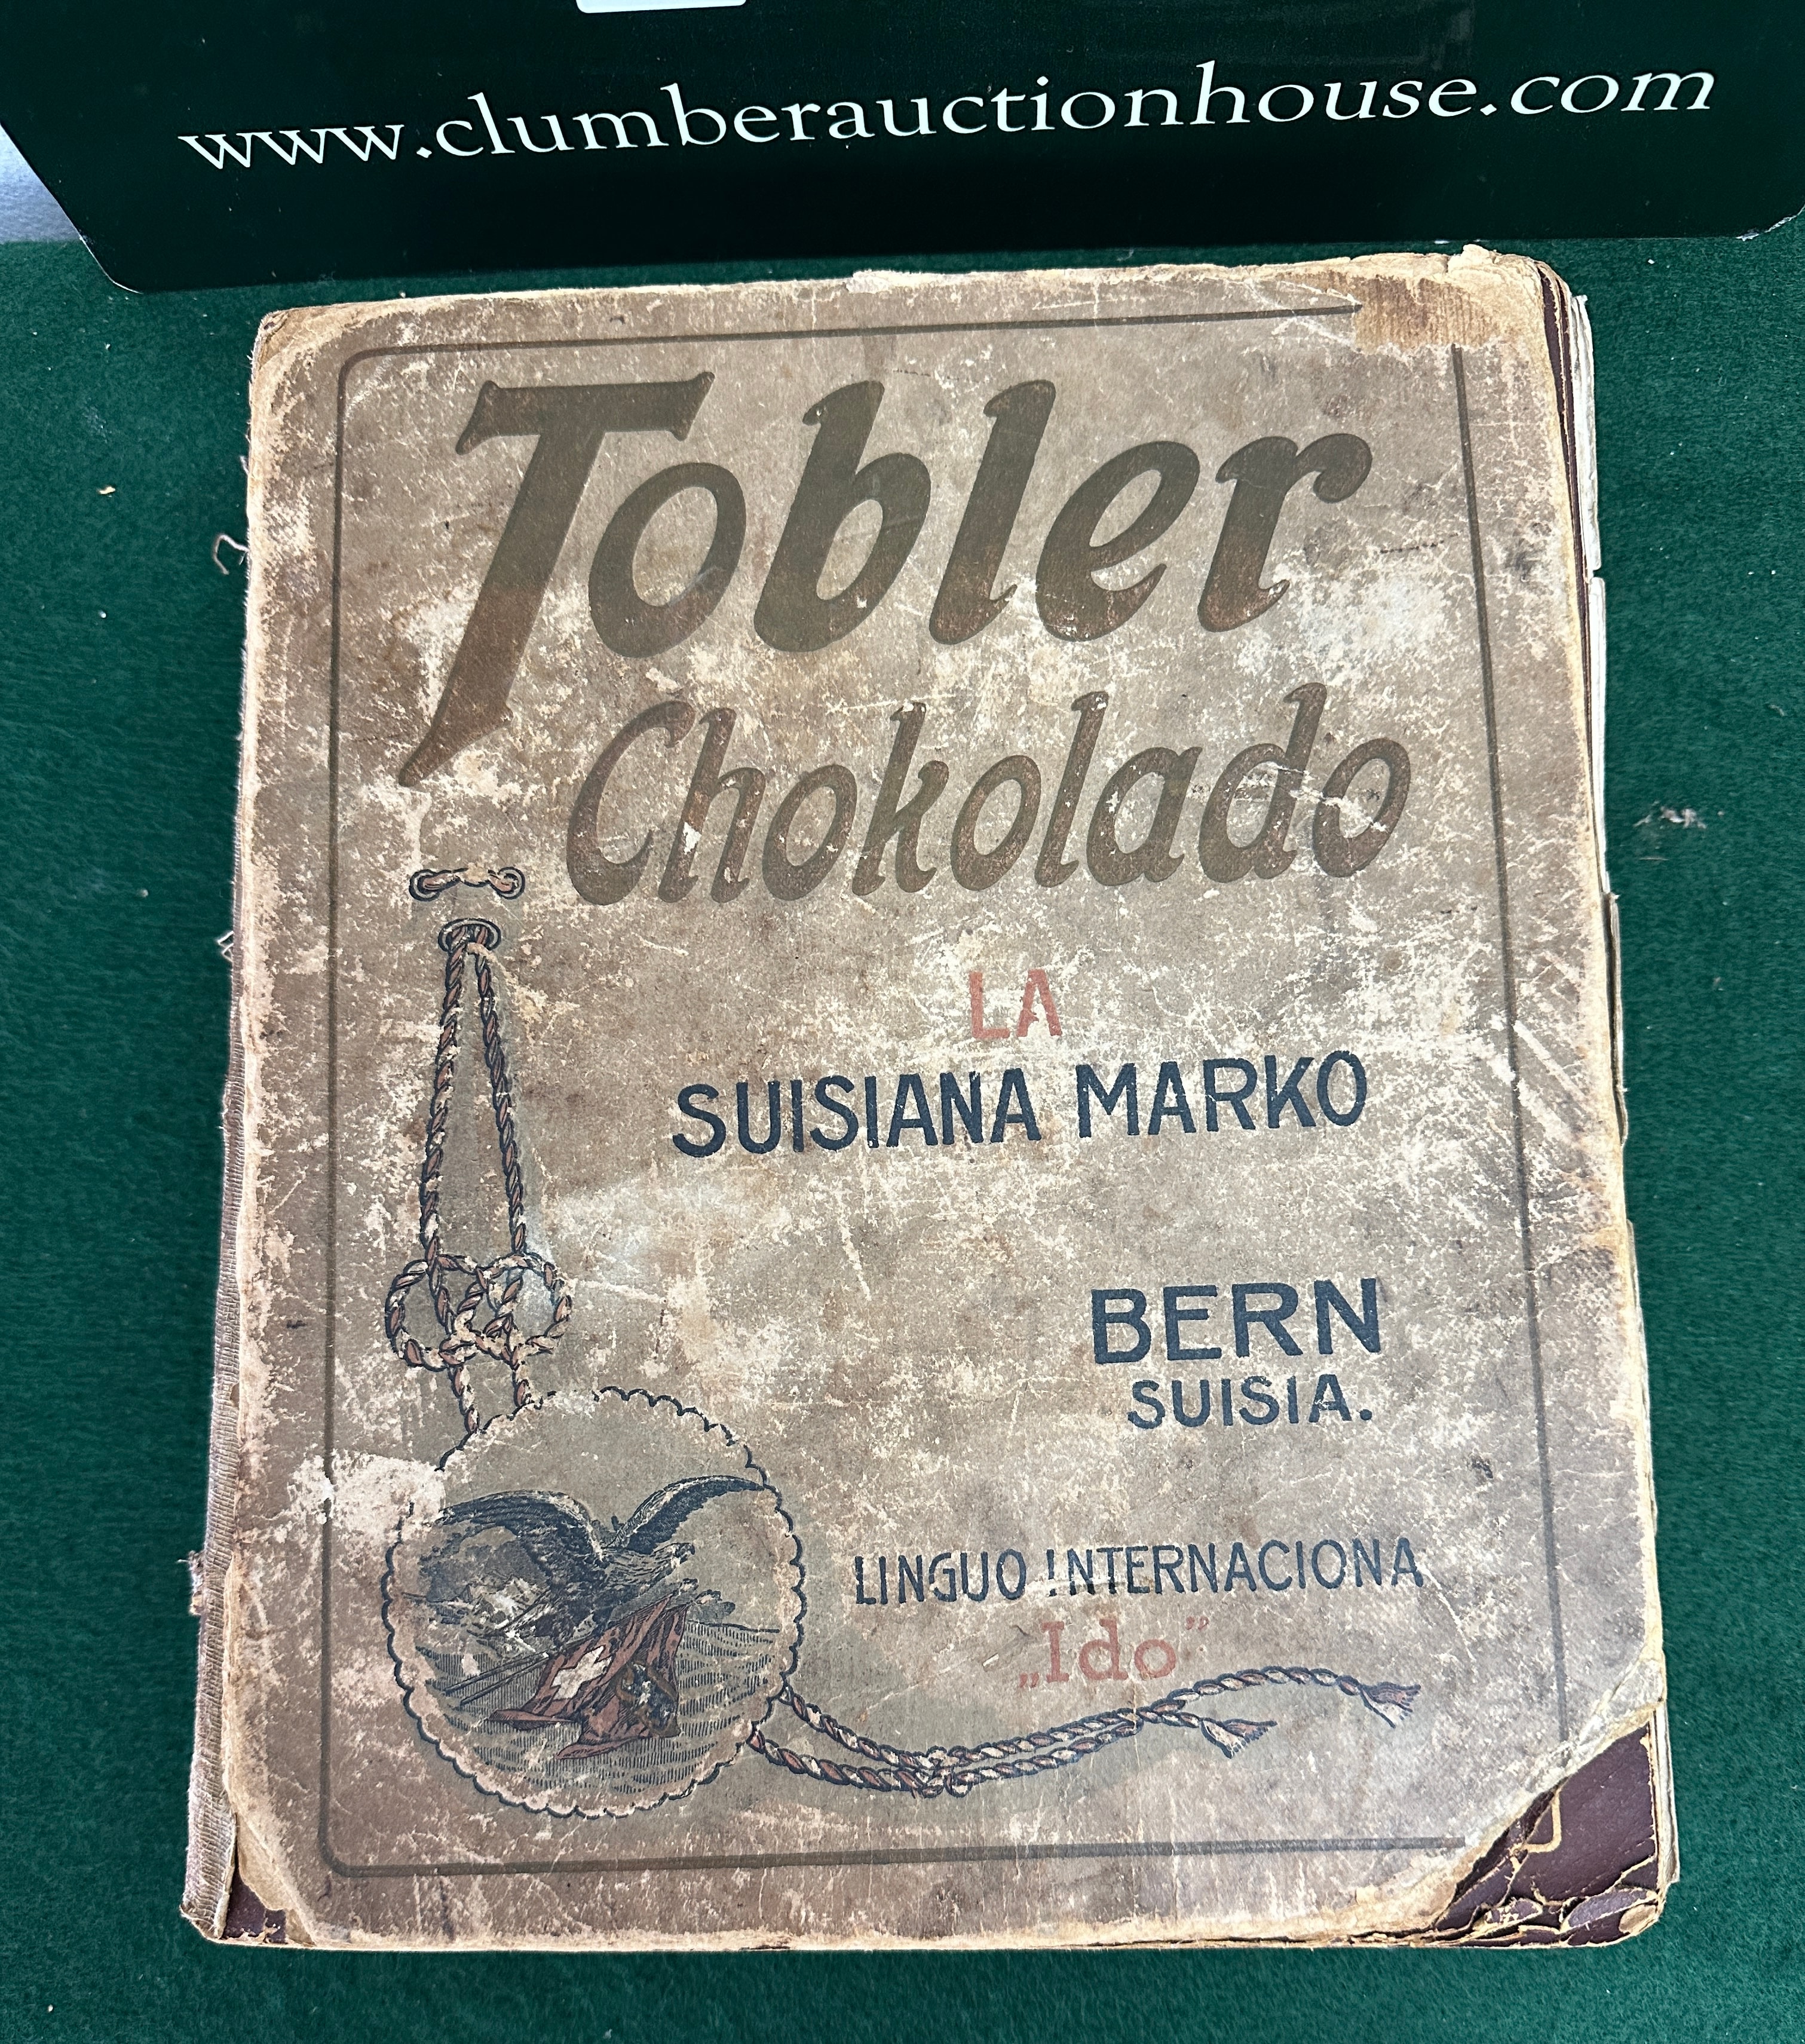 www.clumberauctionhouse.com
Tobler
Chokolado
LA
SUISIANA MARKO
BERN
SUISIA.
LINGUO INTERNACIONA
„Ido”